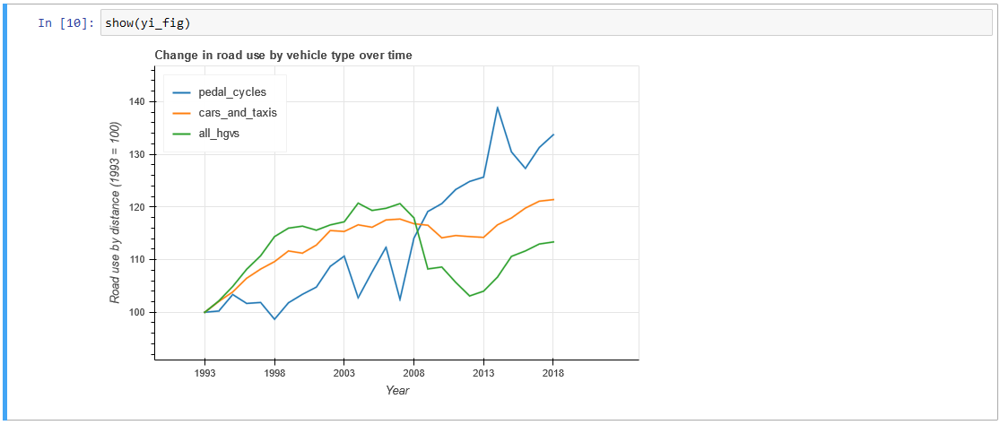 In [10]: show(yi_fig)
Change in road use by vehicle type over time
pedal_cycles
cars_and_taxis
all_hgvs
Road use by distance (1993 = 100)
140
130
120
110
100
1993 1998 2003 2008 2013 2018
Year